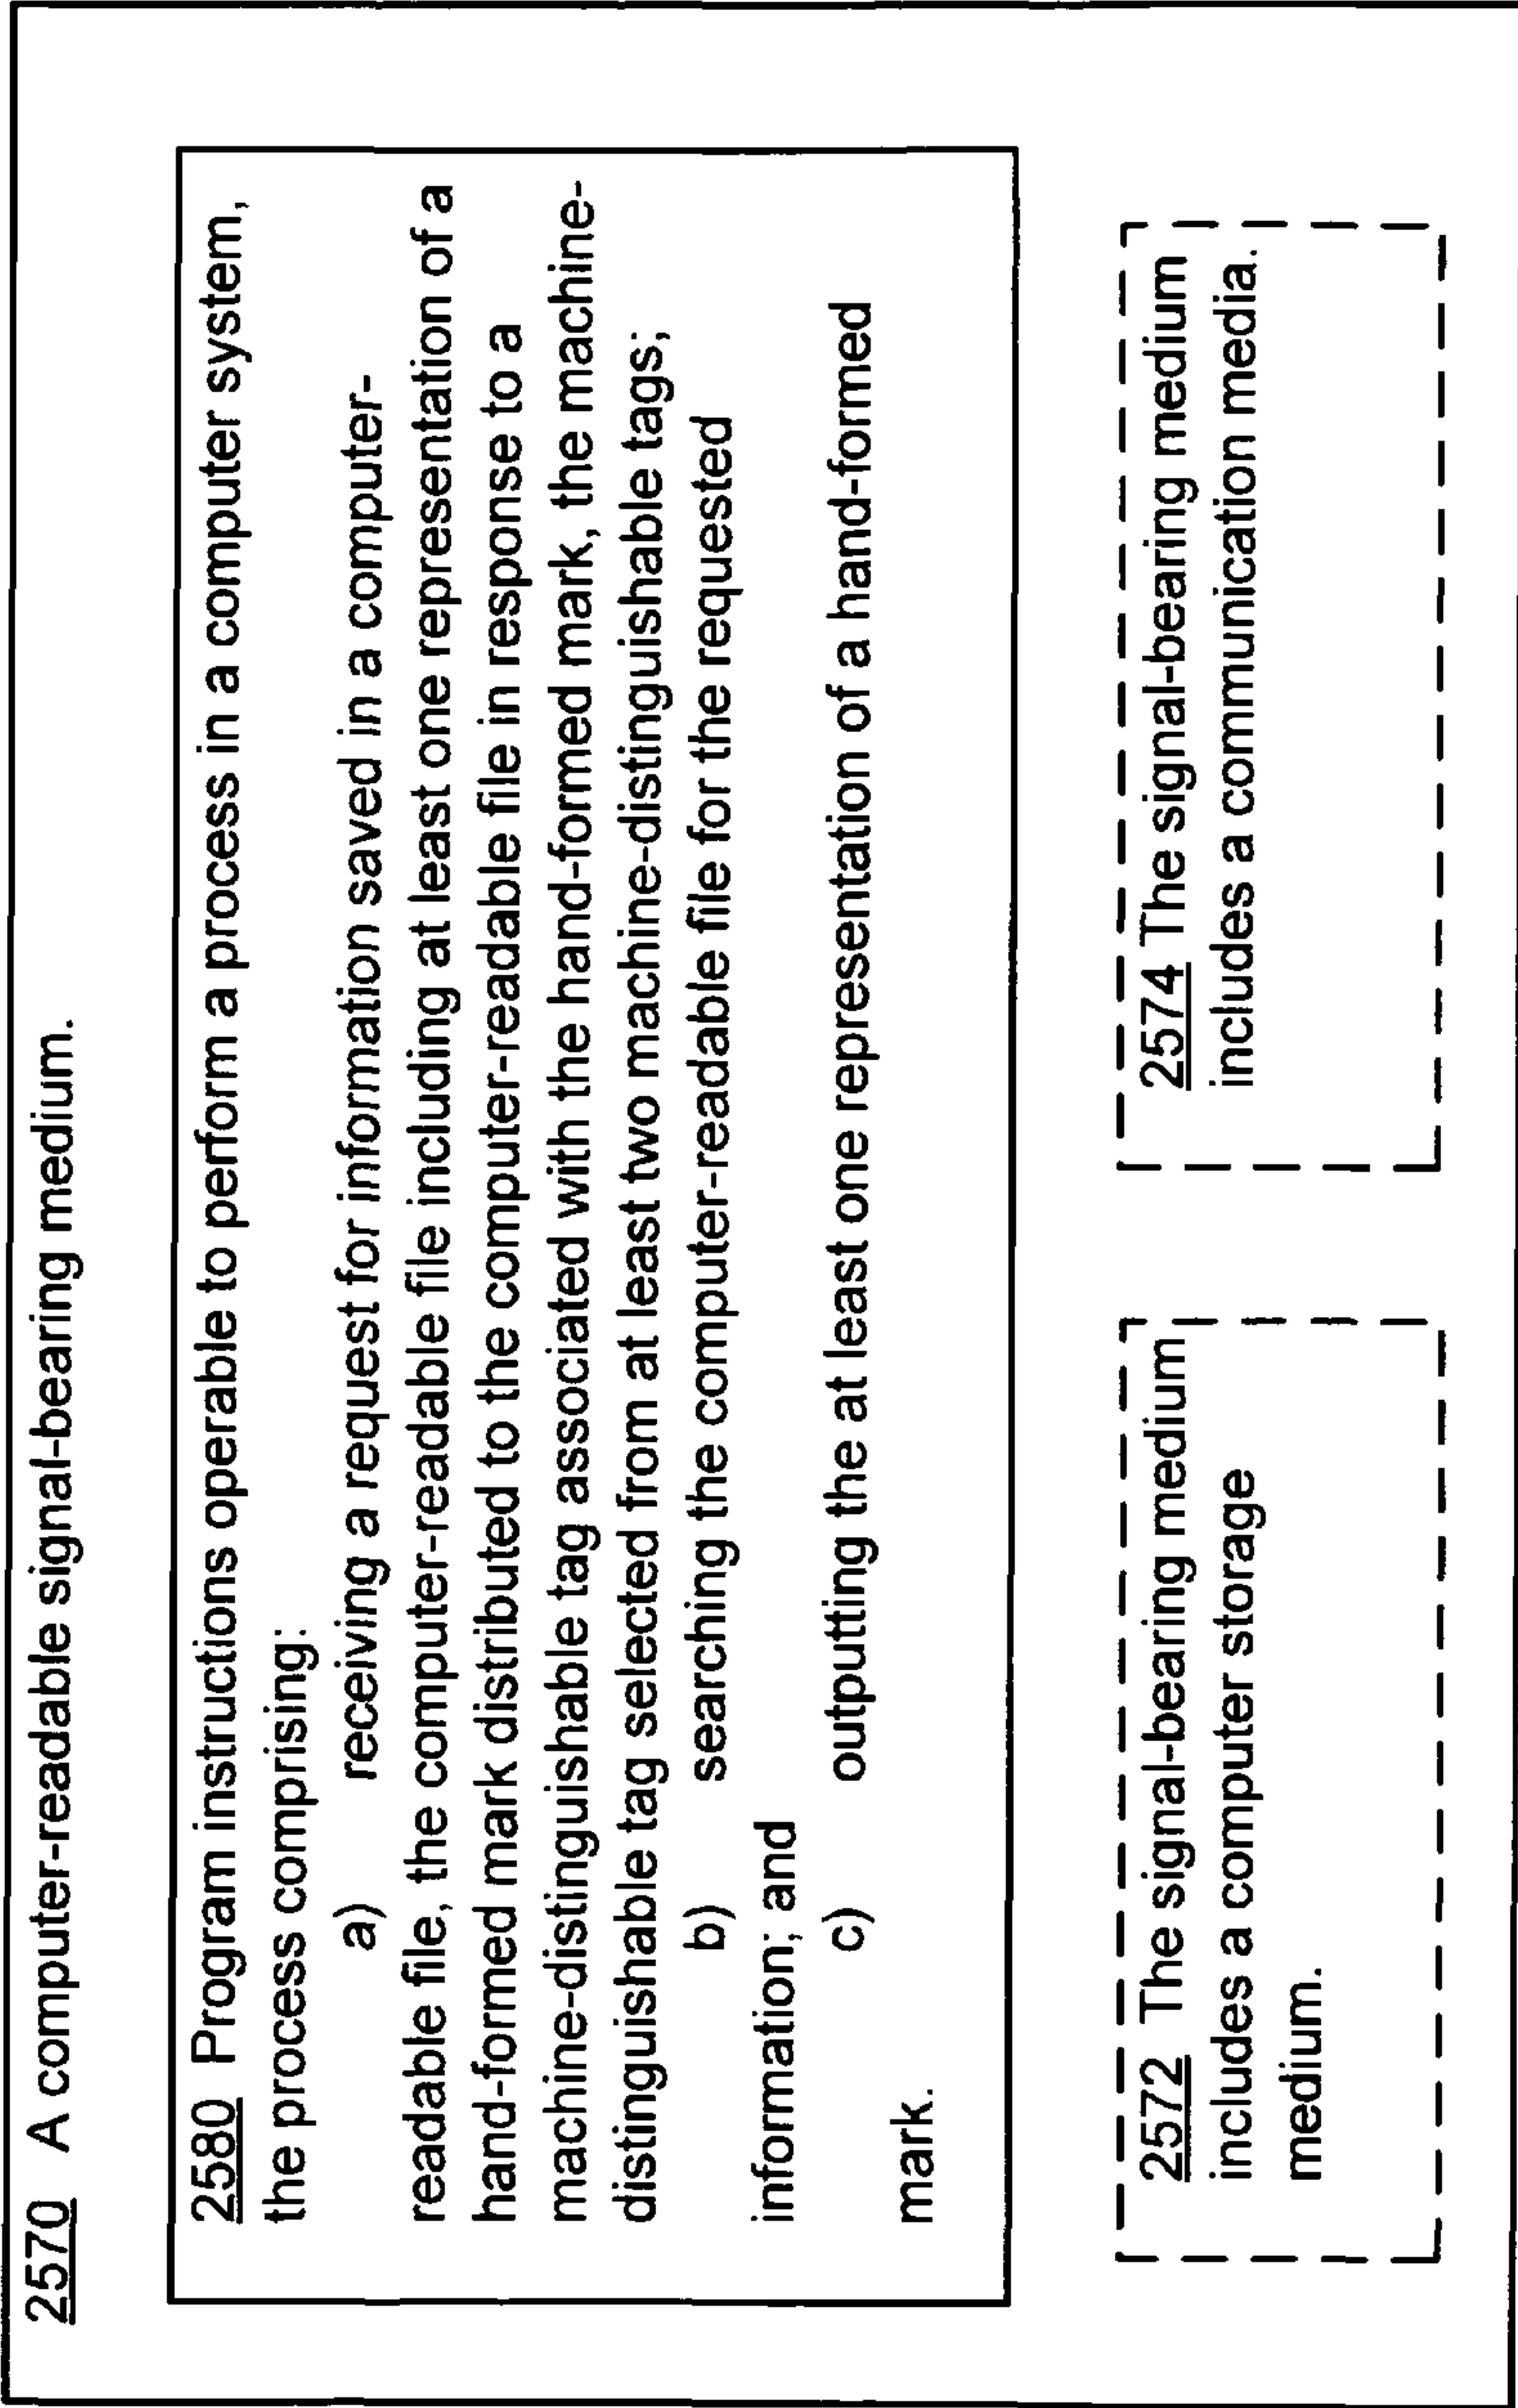 2570 A computer-readable signal-bearing medium.
2580 Program instructions operable to perform a process in a computer system,
the process comprising:
a) receiving a request for information saved in a computer-
readable file, the computer-readable file including at least one representation of a
hand-formed mark distributed to the computer-readable file in response to a
machine-distinguishable tag associated with the hand-formed mark, the machine-
distinguishable tag selected from at least two machine-distinguishable tags;
b) searching the computer-readable file for the requested
information; and
c) outputting the at least one representation of a hand-formed
mark.
2572 The signal-bearing medium
includes a computer storage
medium.
2574 The signal-bearing medium
includes a communication media.